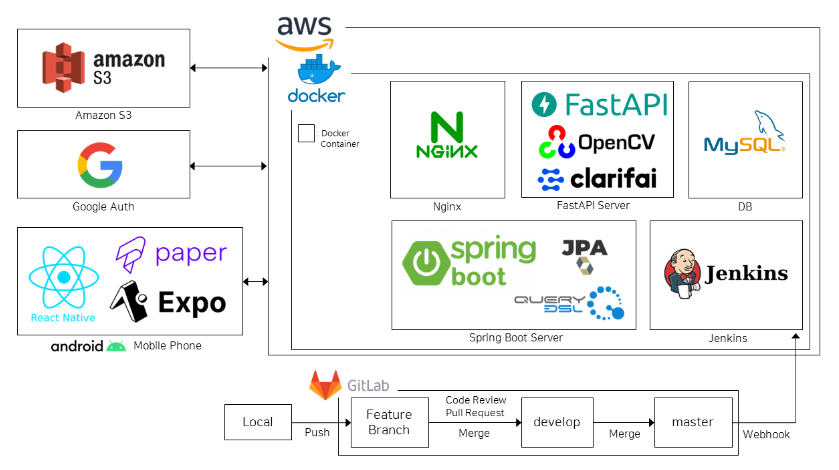 aws
amazon
S3
Amazon S3
docker
: Docker
Container
NGINX
Nginx
FastAPI
OpenCV
clarifai
FastAPI Server
MySQL
DB
Google Auth
React Native
paper
Expo
android
Mobile Phone
spring
boot
JPA
QUERY
DSL
Spring Boot Server
Jenkins
Jenkins
GitLab
Local
Push
Feature
Branch
Code Review
Pull Request
Merge
develop
Merge
master
Webhook